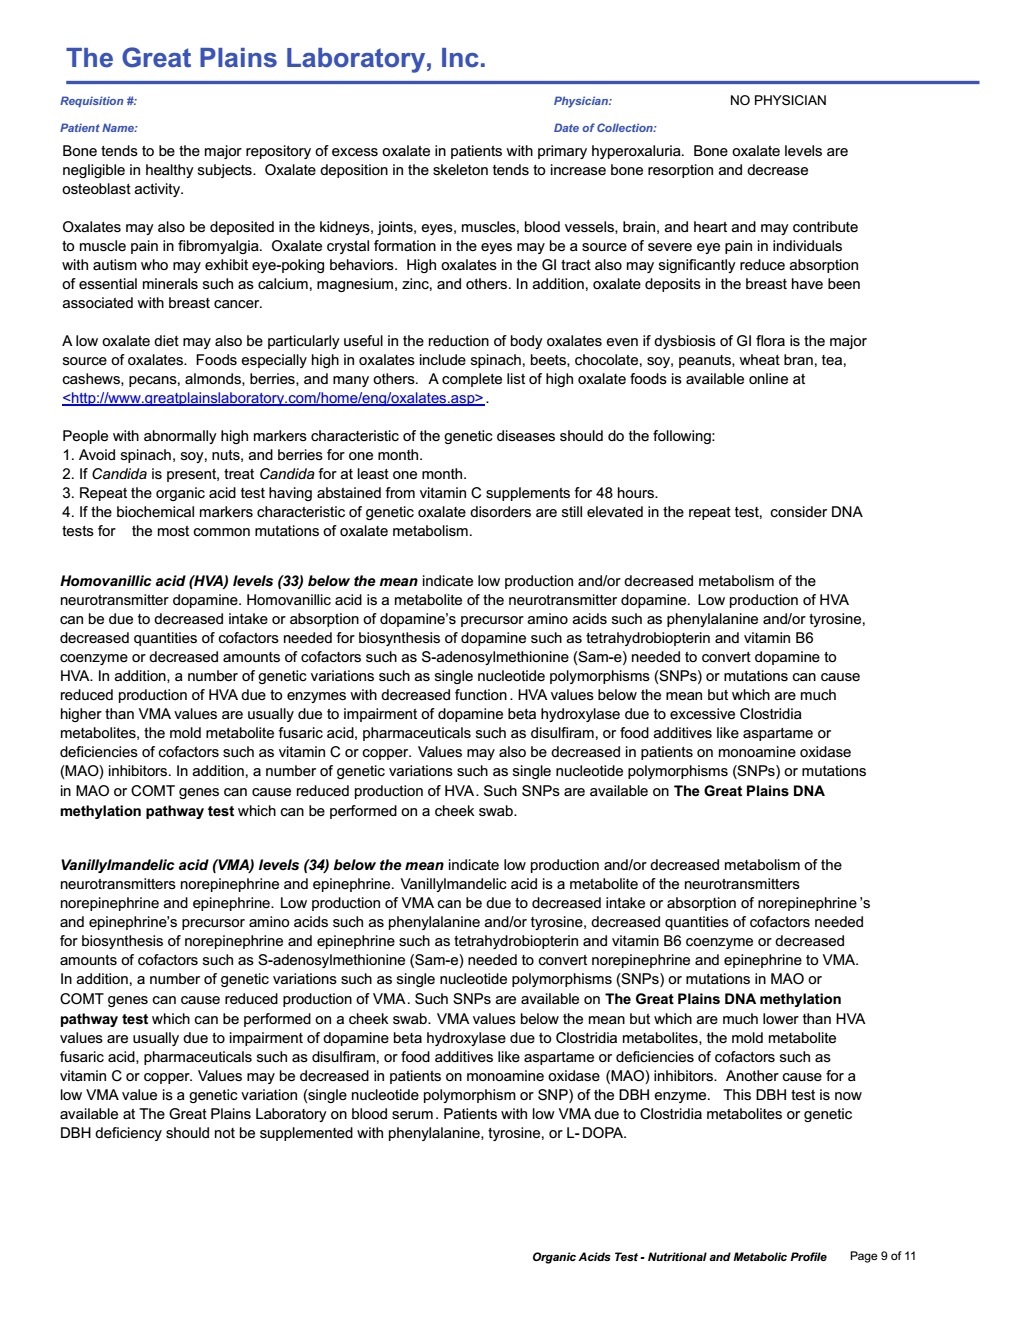 The Great Plains Laboratory, Inc.
Requisition #:
Physician:
NO PHYSICIAN
Patient Name:
Date of Collection:
Bone tends to be the major repository of excess oxalate in patients with primary hyperoxaluria.  Bone oxalate levels are
negligible in healthy subjects.  Oxalate deposition in the skeleton tends to increase bone resorption and decrease
osteoblast activity.
Oxalates may also be deposited in the kidneys, joints, eyes, muscles, blood vessels, brain, and heart and may contribute
to muscle pain in fibromyalgia.  Oxalate crystal formation in the eyes may be a source of severe eye pain in individuals
with autism who may exhibit eye-poking behaviors.  High oxalates in the GI tract also may significantly reduce absorption
of essential minerals such as calcium, magnesium, zinc, and others. In addition, oxalate deposits in the breast have been
associated with breast cancer.
A low oxalate diet may also be particularly useful in the reduction of body oxalates even if dysbiosis of GI flora is the major
source of oxalates.  Foods especially high in oxalates include spinach, beets, chocolate, soy, peanuts, wheat bran, tea,
cashews, pecans, almonds, berries, and many others.  A complete list of high oxalate foods is available online at
<http://www.greatplainslaboratory.com/home/eng/oxalates.asp>.
People with abnormally high markers characteristic of the genetic diseases should do the following:
1. Avoid spinach, soy, nuts, and berries for one month.
2. If Candida is present, treat Candida for at least one month.
3. Repeat the organic acid test having abstained from vitamin C supplements for 48 hours.
4. If the biochemical markers characteristic of genetic oxalate disorders are still elevated in the repeat test,  consider DNA
tests for    the most common mutations of oxalate metabolism.
Homovanillic acid (HVA) levels (33) below the mean indicate low production and/or decreased metabolism of the
neurotransmitter dopamine. Homovanillic acid is a metabolite of the neurotransmitter dopamine.  Low production of HVA
can be due to decreased intake or absorption of dopamine's precursor amino acids such as phenylalanine and/or tyrosine,
decreased quantities of cofactors needed for biosynthesis of dopamine such as tetrahydrobiopterin and vitamin B6
coenzyme or decreased amounts of cofactors such as S-adenosylmethionine (Sam-e) needed to convert dopamine to
HVA. In addition, a number of genetic variations such as single nucleotide polymorphisms (SNPs) or mutations can cause
reduced production of HVA due to enzymes with decreased function. HVA values below the mean but which are much
higher than VMA values are usually due to impairment of dopamine beta hydroxylase due to excessive Clostridia
metabolites, the mold metabolite fusaric acid, pharmaceuticals such as disulfiram, or food additives like aspartame or
deficiencies of cofactors such as vitamin C or copper. Values may also be decreased in patients on monoamine oxidase
(MAO) inhibitors. In addition, a number of genetic variations such as single nucleotide polymorphisms (SNPs) or mutations
in MAO or COMT genes can cause reduced production of HVA. Such SNPs are available on The Great Plains DNA
methylation pathway test which can be performed on a cheek swab.
Vanillylmandelic acid (VMA) levels (34) below the mean indicate low production and/or decreased metabolism of the
neurotransmitters norepinephrine and epinephrine. Vanillylmandelic acid is a metabolite of the neurotransmitters
norepinephrine and epinephrine. Low production of VMA can be due to decreased intake or absorption of norepinephrine's
and epinephrine's precursor amino acids such as phenylalanine and/or tyrosine, decreased quantities of cofactors needed
for biosynthesis of norepinephrine and epinephrine such as tetrahydrobiopterin and vitamin B6 coenzyme or decreased
amounts of cofactors such as S-adenosylmethionine (Sam-e) needed to convert norepinephrine and epinephrine to VMA.
In addition, a number of genetic variations such as single nucleotide polymorphisms (SNPs) or mutations in MAO or
COMT genes can cause reduced production of VMA. Such SNPs are available on The Great Plains DNA methylation
pathway test which can be performed on a cheek swab. VMA values below the mean but which are much lower than HVA
values are usually due to impairment of dopamine beta hydroxylase due to Clostridia metabolites, the mold metabolite
fusaric acid, pharmaceuticals such as disulfiram, or food additives like aspartame or deficiencies of cofactors such as
vitamin C or copper. Values may be decreased in patients on monoamine oxidase (MAO) inhibitors.  Another cause for a
low VMA value is a genetic variation (single nucleotide polymorphism or SNP) of the DBH enzyme.   This DBH test is now
available at The Great Plains Laboratory on blood serum. Patients with low VMA due to Clostridia metabolites or genetic
DBH deficiency should not be supplemented with phenylalanine, tyrosine, or L-DOPA.
Organic Acids Test - Nutritional and Metabolic Profile
Page 9 of 11